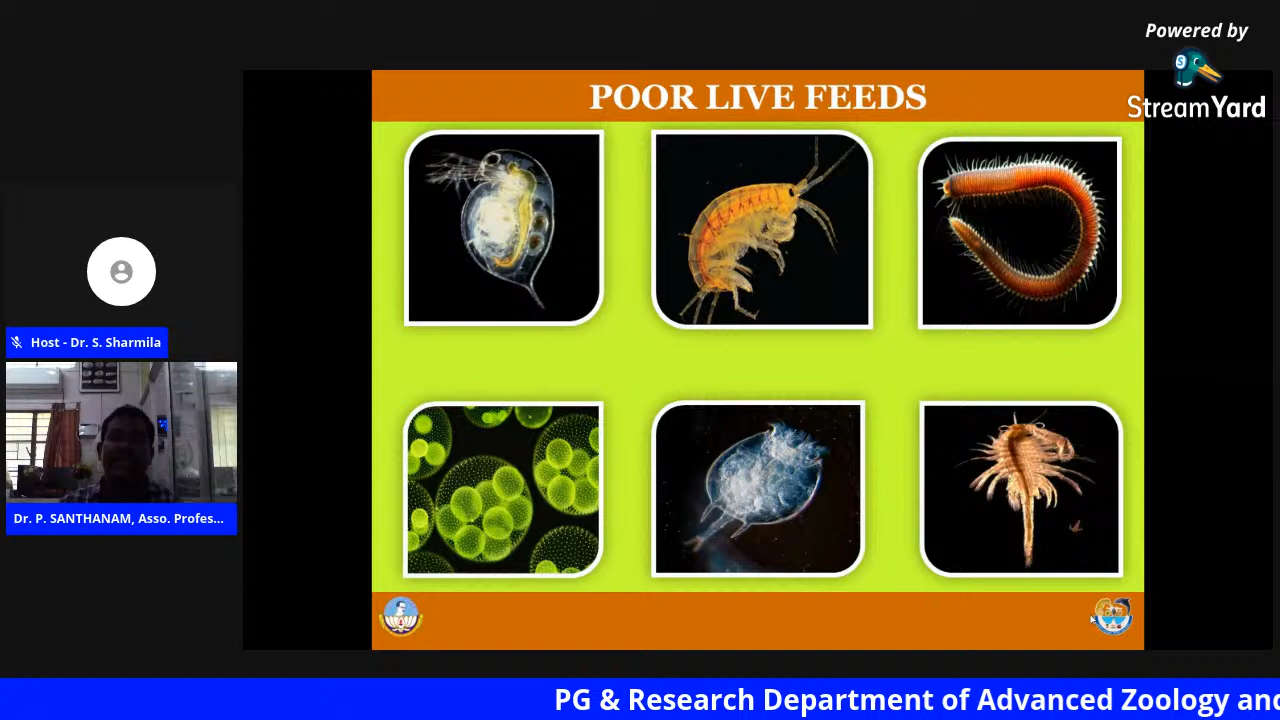 Powered by
StreamYard
POOR LIVE FEEDS
Host - Dr. S. Sharmila
Dr. P. SANTHANAM, Asso. Profes...
PG & Research Department of Advanced Zoology and